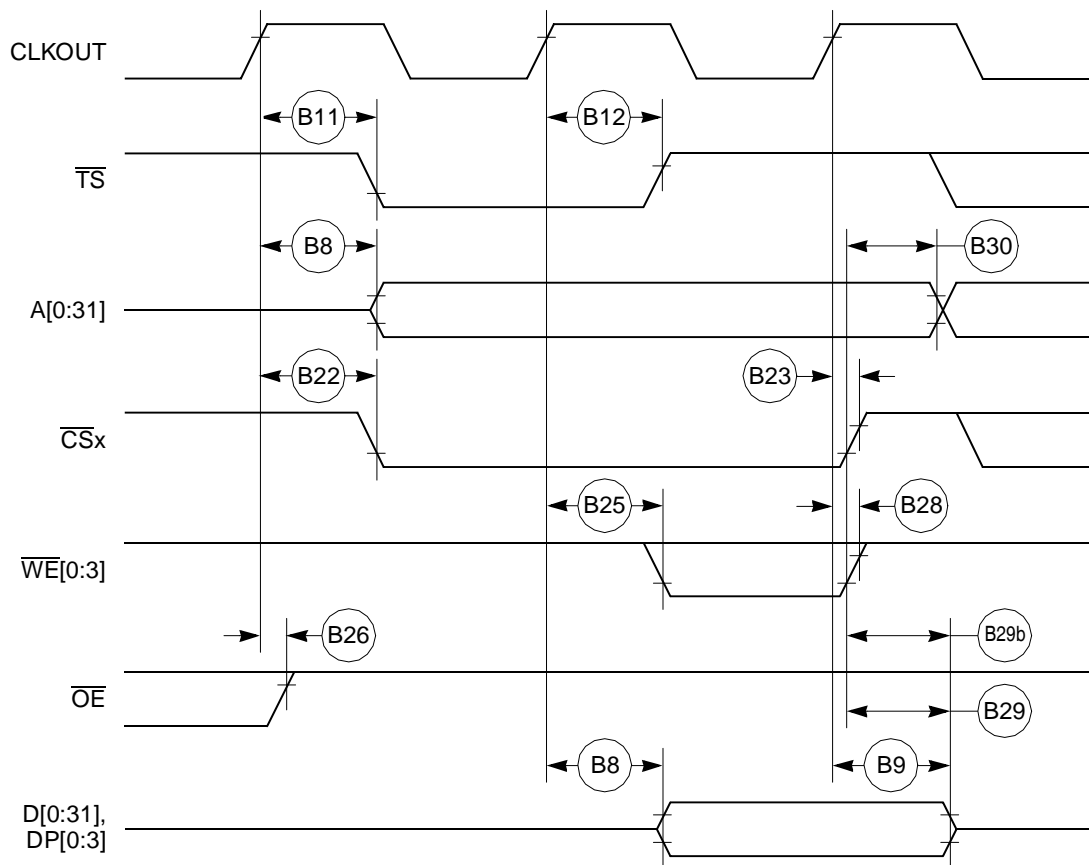 CLKOUT
B11
B12
TS
B8
B30
A[0:31]
B22
B23
CSx
B25
B28
WE[0:3]
B26
B29b
OE
B29
B8
B9
D[0:31],
DP[0:3]